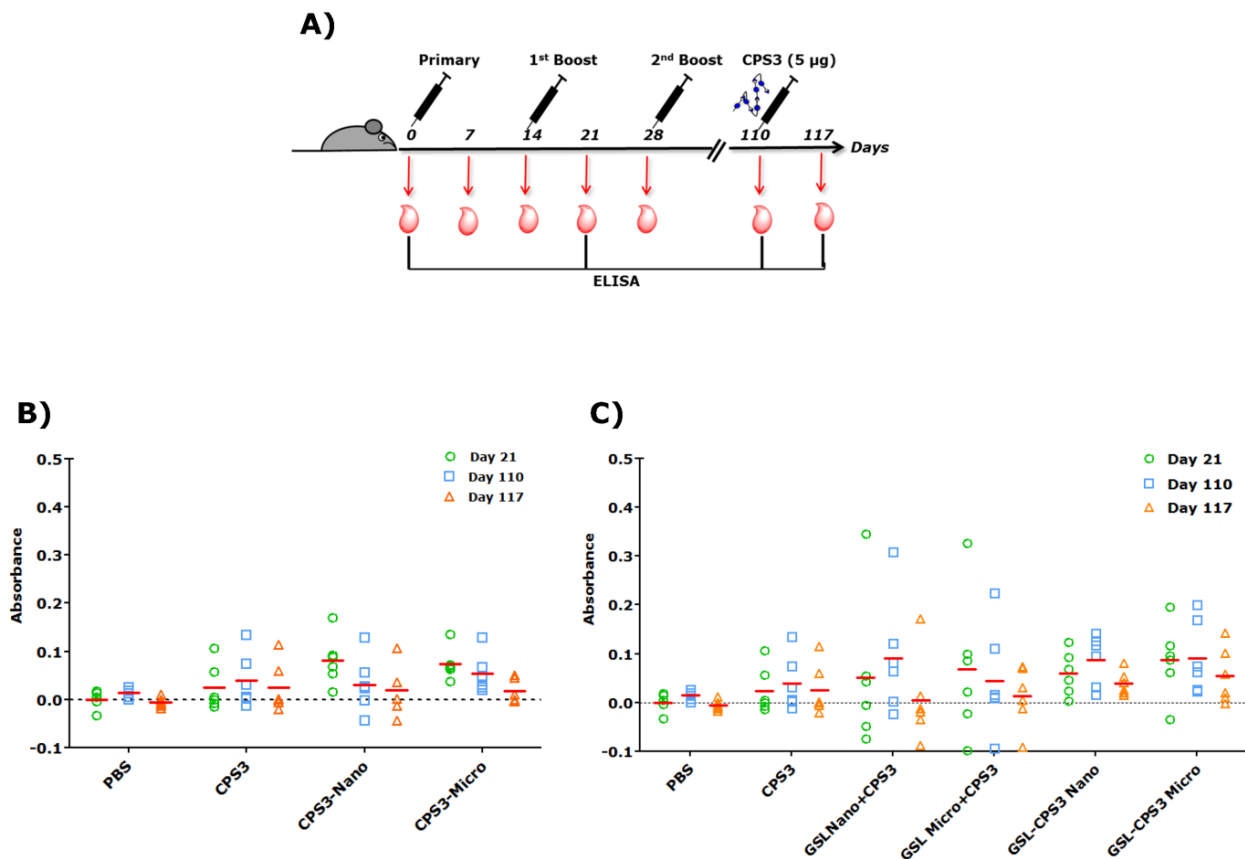 A)
Primary
1st Boost
2nd Boost
CPS3 (5 µg)
0 7 14 21 28 110 117 Days
ELISA
B)
Absorbance
0.5
0.4
0.3
0.2
0.1
0.0
-0.1
Day 21
Day 110
Day 117
PBS
CPS3
CPS3-Nano
CPS3-Micro
C)
Absorbance
0.5
0.4
0.3
0.2
0.1
0.0
-0.1
Day 21
Day 110
Day 117
PBS
CPS3
GSLNano+CPS3
GSL Micro+CPS3
GSL-CPS3 Nano
GSL-CPS3 Micro